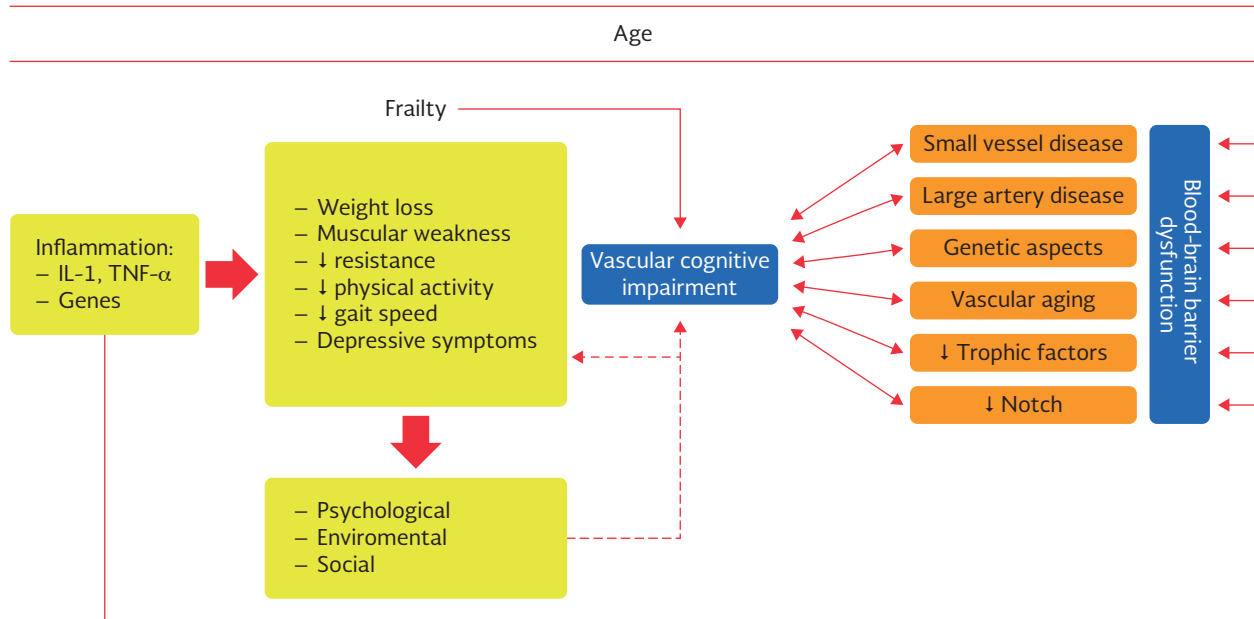 Age
Frailty
Inflammation:
– IL-1, TNF-α
– Genes
– Weight loss
– Muscular weakness
– ↓ resistance
– ↓ physical activity
– ↓ gait speed
– Depressive symptoms
– Psychological
– Enviromental
– Social
Vascular cognitive
impairment
Small vessel disease
Large artery disease
Genetic aspects
Vascular aging
↓ Trophic factors
↓ Notch
Blood-brain barrier
dysfunction